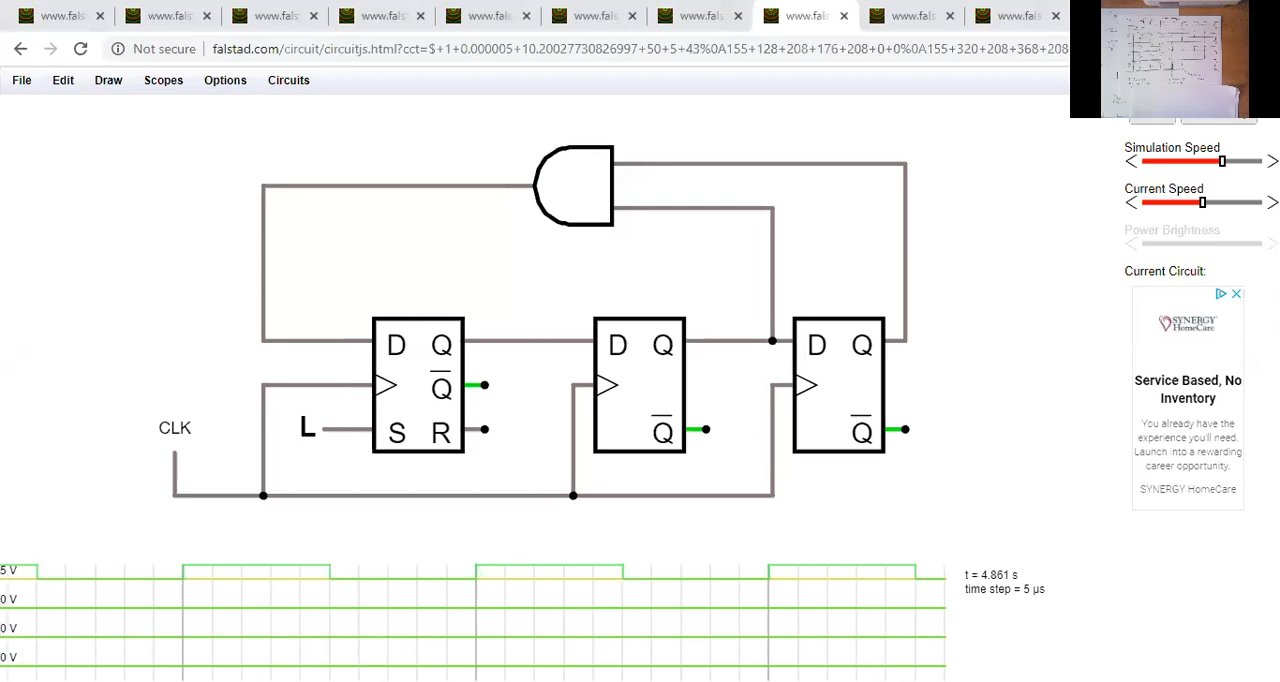 www.fals
www.fals
www.fals
www.fals
www.fals
www.fals
www.fals
www.fals
www.fals
www.fals
Not secure | falstad.com/circuit/circuitjs.html?cct=$+1+0.000005+10.20027730826997+50+5+43%0A155+128+208+176+208+0+0%0A155+320+208+368+208
File Edit Draw Scopes Options Circuits
Simulation Speed
Current Speed
Power Brightness
Current Circuit:
SYNERGY
HomeCare
Service Based, No
Inventory
You already have the
experience you'll need.
Launch into a rewarding
career opportunity.
SYNERGY HomeCare
D Q
Q
S R
D Q
Q
D Q
Q
CLK
L
5 V
0 V
0 V
0 V
t = 4.861 s
time step = 5 µs